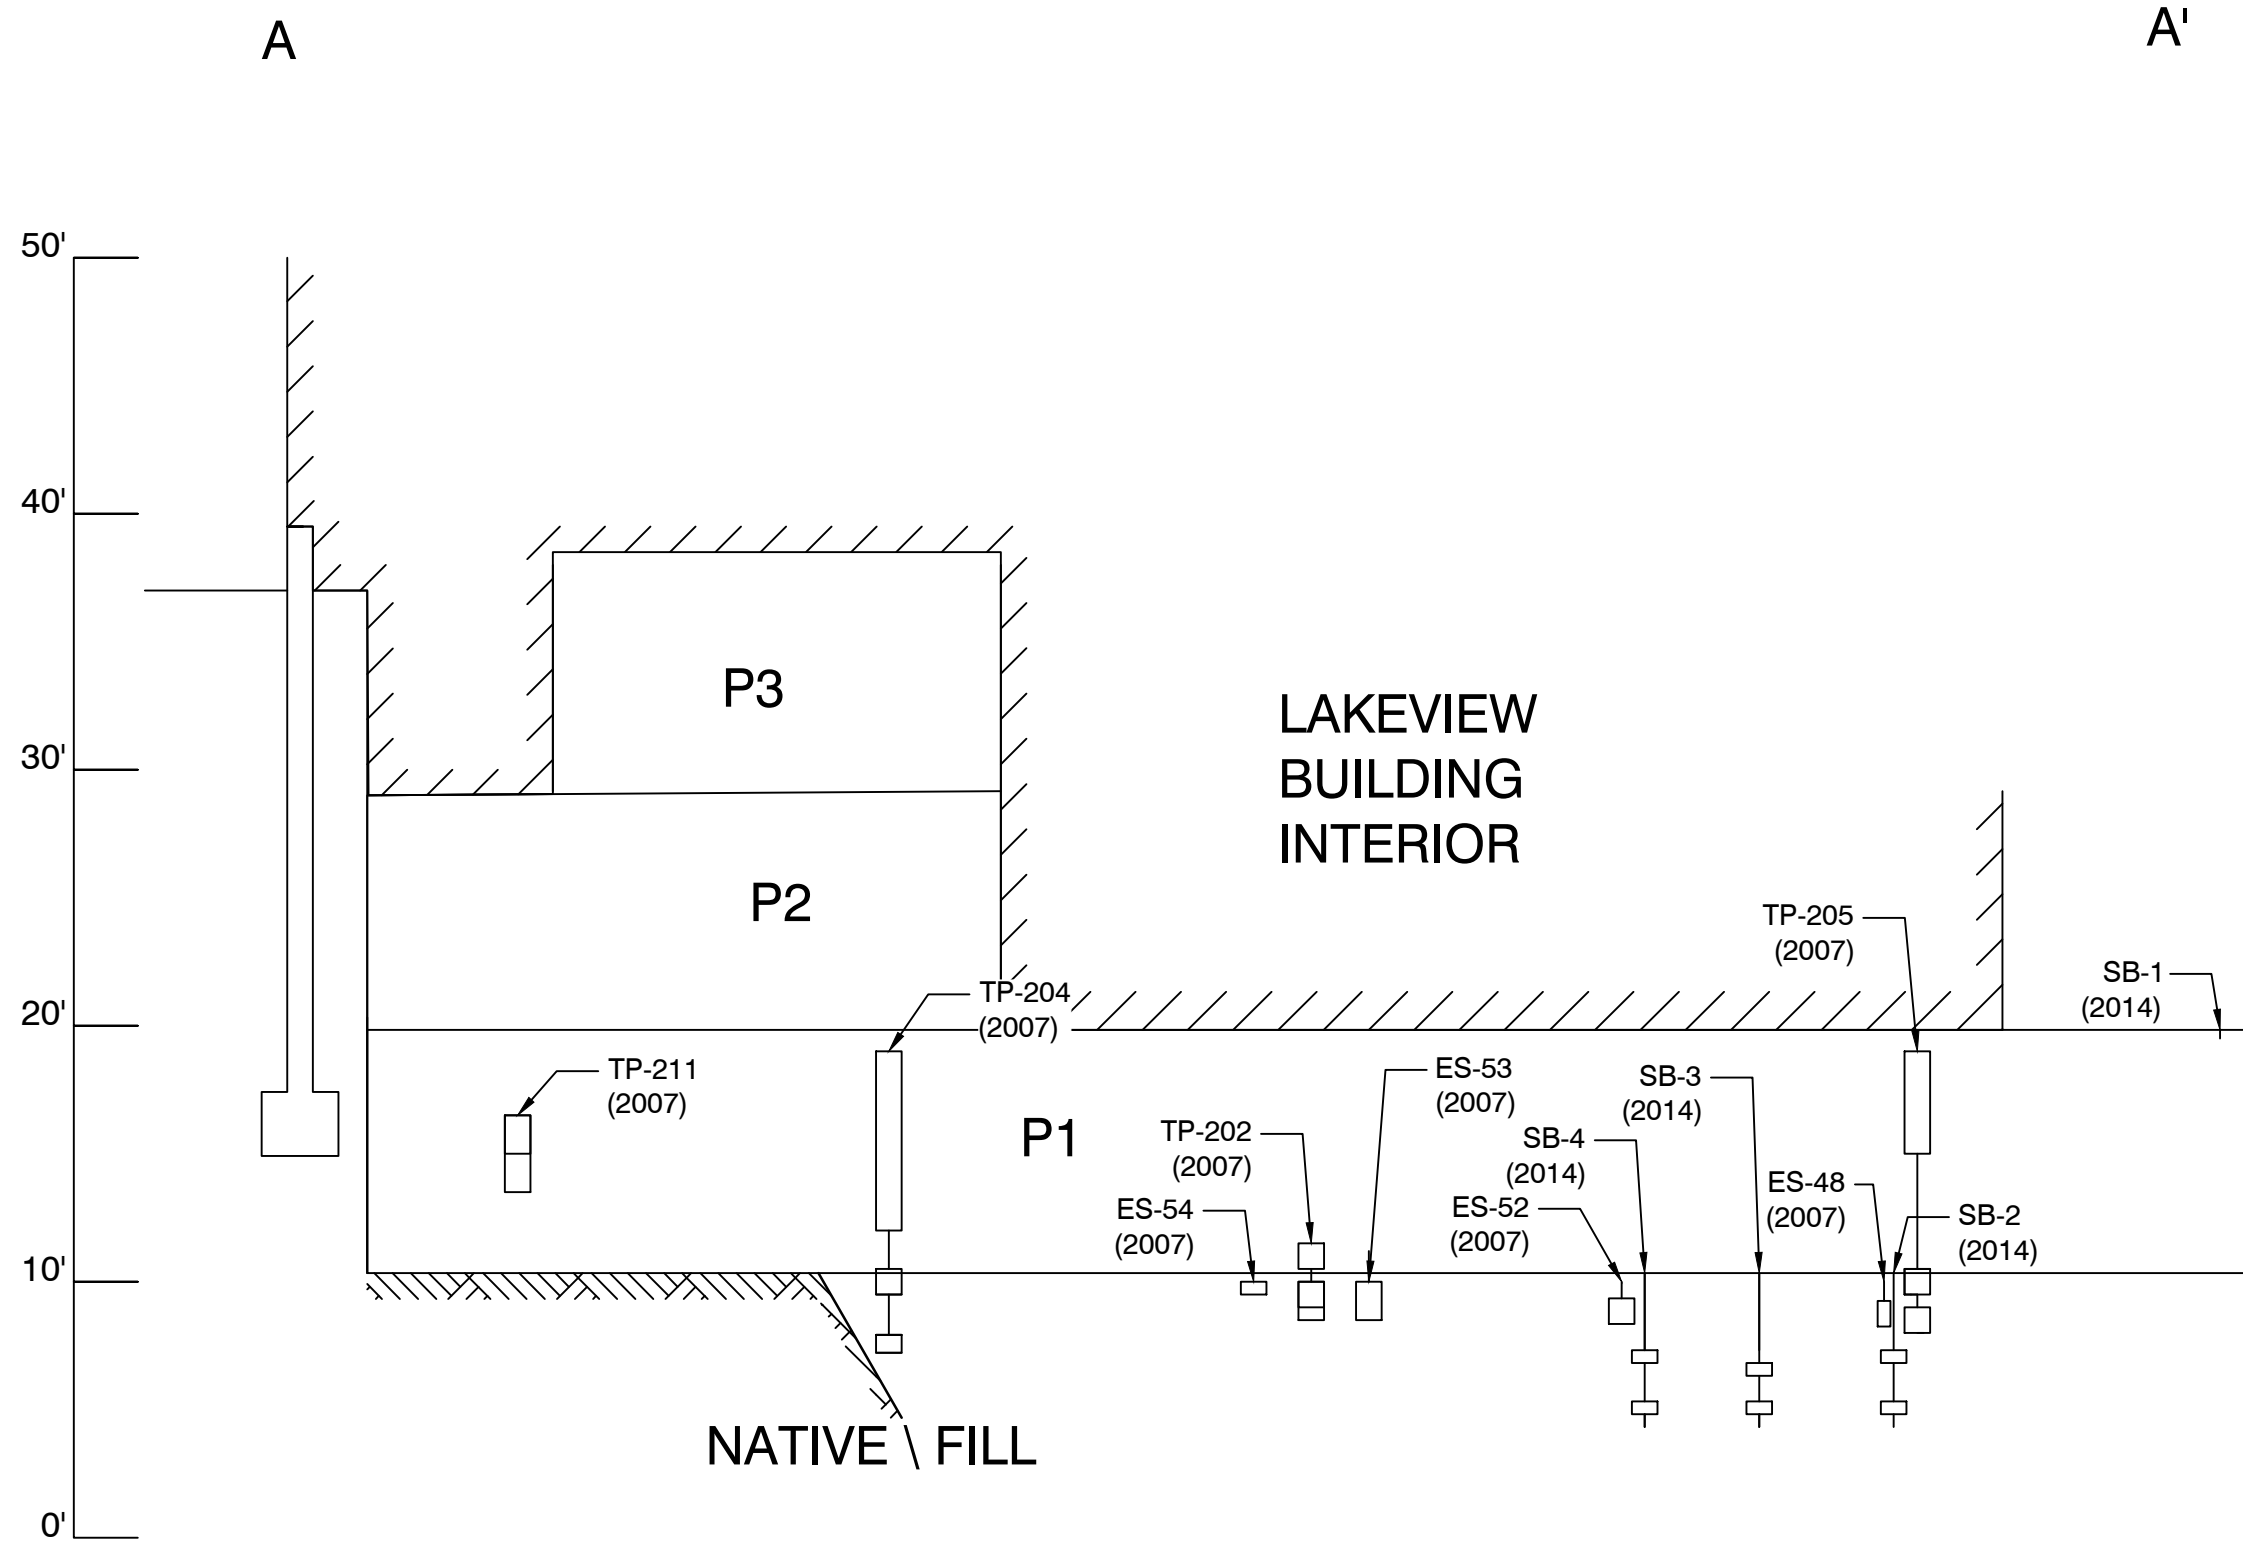 A
A'
50'
40'
30'
20'
10'
0'
P3
LAKEVIEW
BUILDING
INTERIOR
P2
TP-205
(2007)
SB-1
(2014)
TP-204
(2007)
TP-211
(2007)
ES-53
(2007)
SB-3
(2014)
P1
TP-202
(2007)
SB-4
(2014)
ES-48
(2007)
ES-54
(2007)
ES-52
(2007)
SB-2
(2014)
NATIVE \ FILL